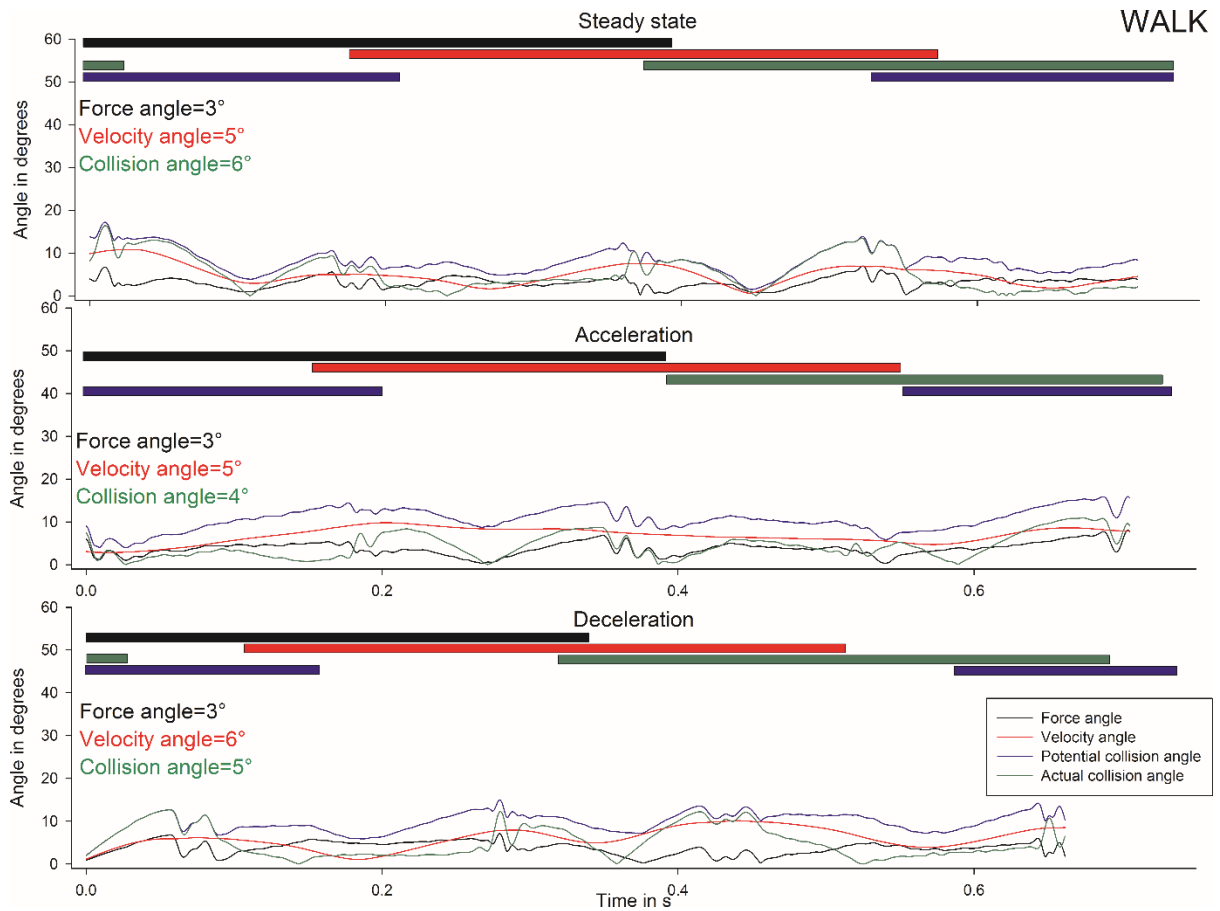 WALK
Steady state
60
50
40
30
20
10
0
Angle in degrees
Force angle=3°
Velocity angle=5°
Collision angle=6°
Acceleration
60
50
40
30
20
10
0
Angle in degrees
Force angle=3°
Velocity angle=5°
Collision angle=4°
0.0 0.2 0.4 0.6
Deceleration
60
50
40
30
20
10
0
Angle in degrees
Force angle=3°
Velocity angle=6°
Collision angle=5°
Force angle
Velocity angle
Potential collision angle
Actual collision angle
0.0 0.2 0.4 0.6
Time in s